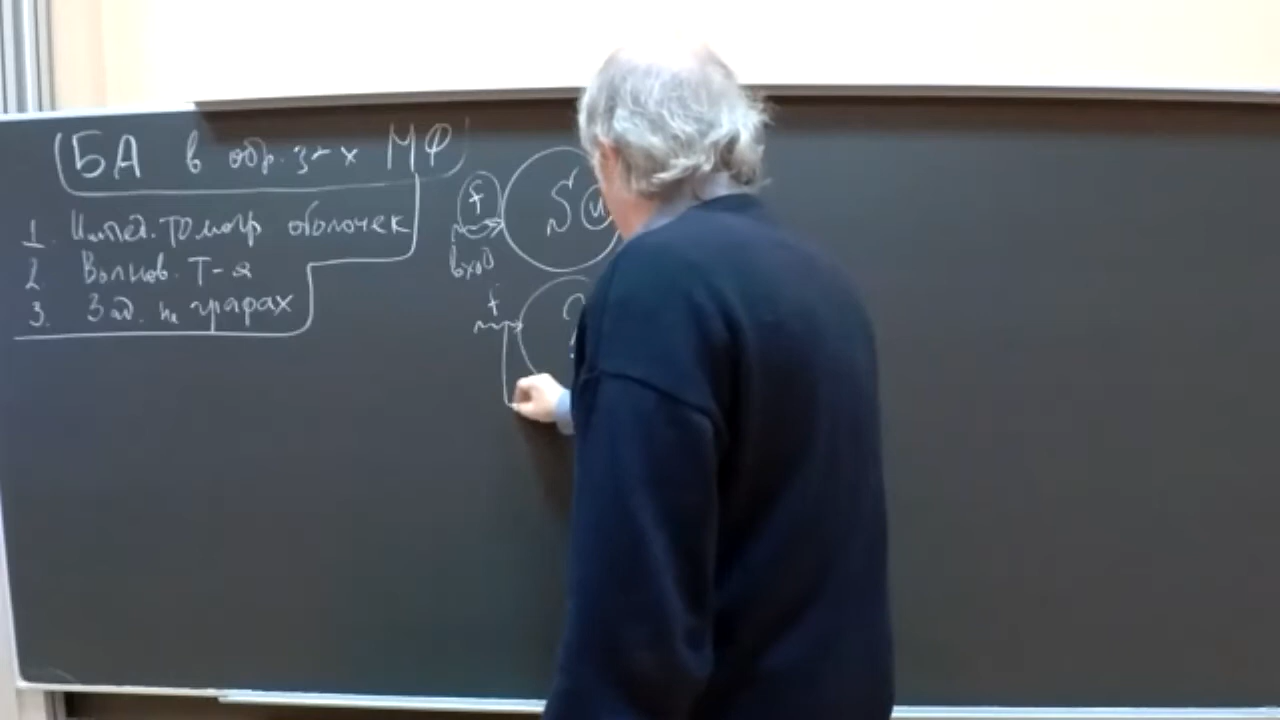 БА в обр. з-х МФ
1. Импед. томогр оболочек
2. Волнов. Т-я
3. Зад. на графах
f S u
вход
f ?